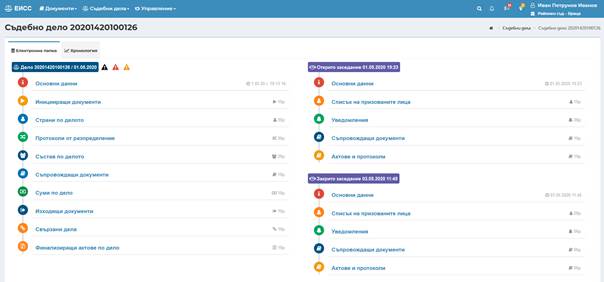 ЕИСС Документи Съдебни дела Управление Иван Петрунов Иванов
Районен съд - Враца
Съдебно дело 20201420100126 Съдебни дела Съдебно дело 20201420100126
Електронна папка Хронология
Дело 20201420100126 / 01.05.2020
Основни данни
Иницииращи документи
Страни по делото
Протоколи от разпределение
Състав по делото
Съпровождащи документи
Суми по дело
Изходящи документи
Свързани дела
Финализиращи актове по дело
Открито заседание 01.05.2020 15:23
Основни данни
Списък на призованите лица
Уведомления
Съпровождащи документи
Актове и протоколи
Закрито заседание 03.05.2020 11:45
Основни данни
Списък на призованите лица
Уведомления
Съпровождащи документи
Актове и протоколи